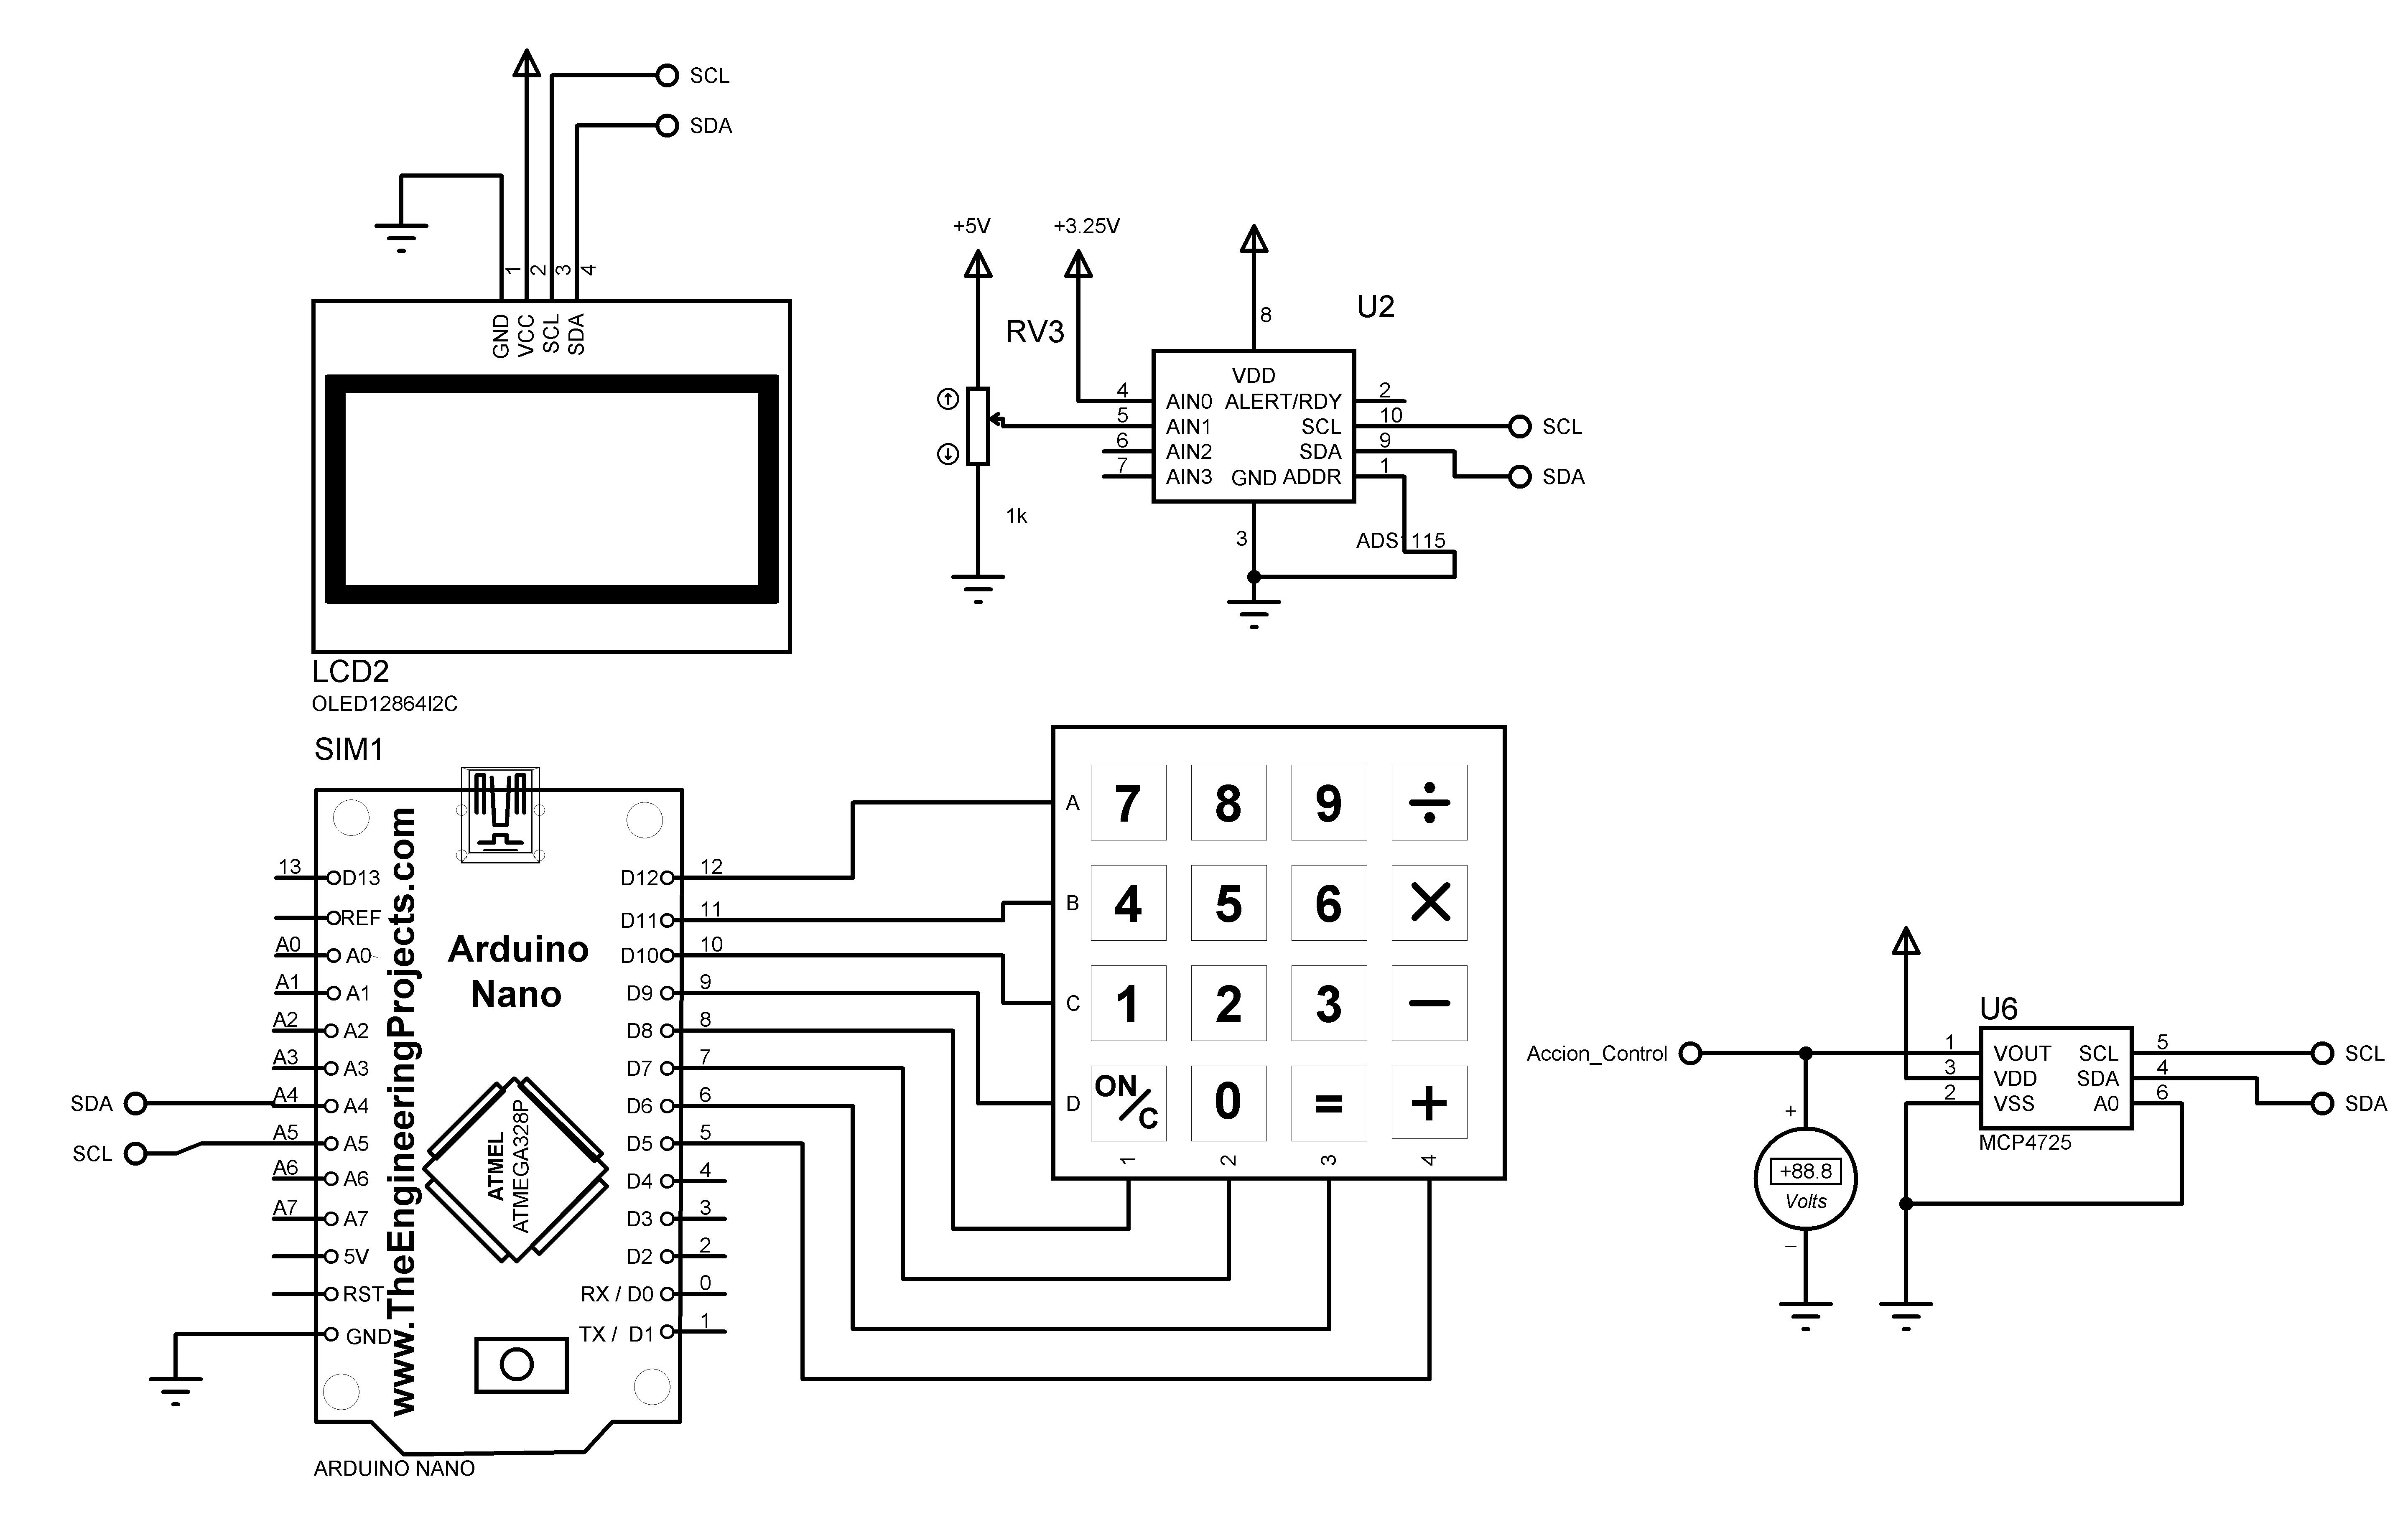 SCL
SDA
1
2
3
4
GND
VCC
SCL
SDA
LCD2
OLED12864I2C
+5V
+3.25V
RV3
1k
U2
8
VDD
4 AIN0 ALERT/RDY 2
5 AIN1 SCL 10 SCL
6 AIN2 SDA 9
7 AIN3 GND ADDR 1 SDA
3
ADS1115
SIM1
www.TheEngineeringProjects.com
Arduino
Nano
ATMEL
ATMEGA328P
13 D13
REF
A0 A0
A1 A1
A2 A2
A3 A3
SDA A4 A4
SCL A5 A5
A6 A6
A7 A7
5V
RST
GND
D12 12
D11 11
D10 10
D9 9
D8 8
D7 7
D6 6
D5 5
D4 4
D3 3
D2 2
RX / D0 0
TX / D1 1
ARDUINO NANO
A 7 8 9 ÷
B 4 5 6 ×
C 1 2 3 −
D ON/C 0 = +
1 2 3 4
Accion_Control
+
+88.8
Volts
−
U6
1 VOUT SCL 5 SCL
3 VDD SDA 4
2 VSS A0 6 SDA
MCP4725